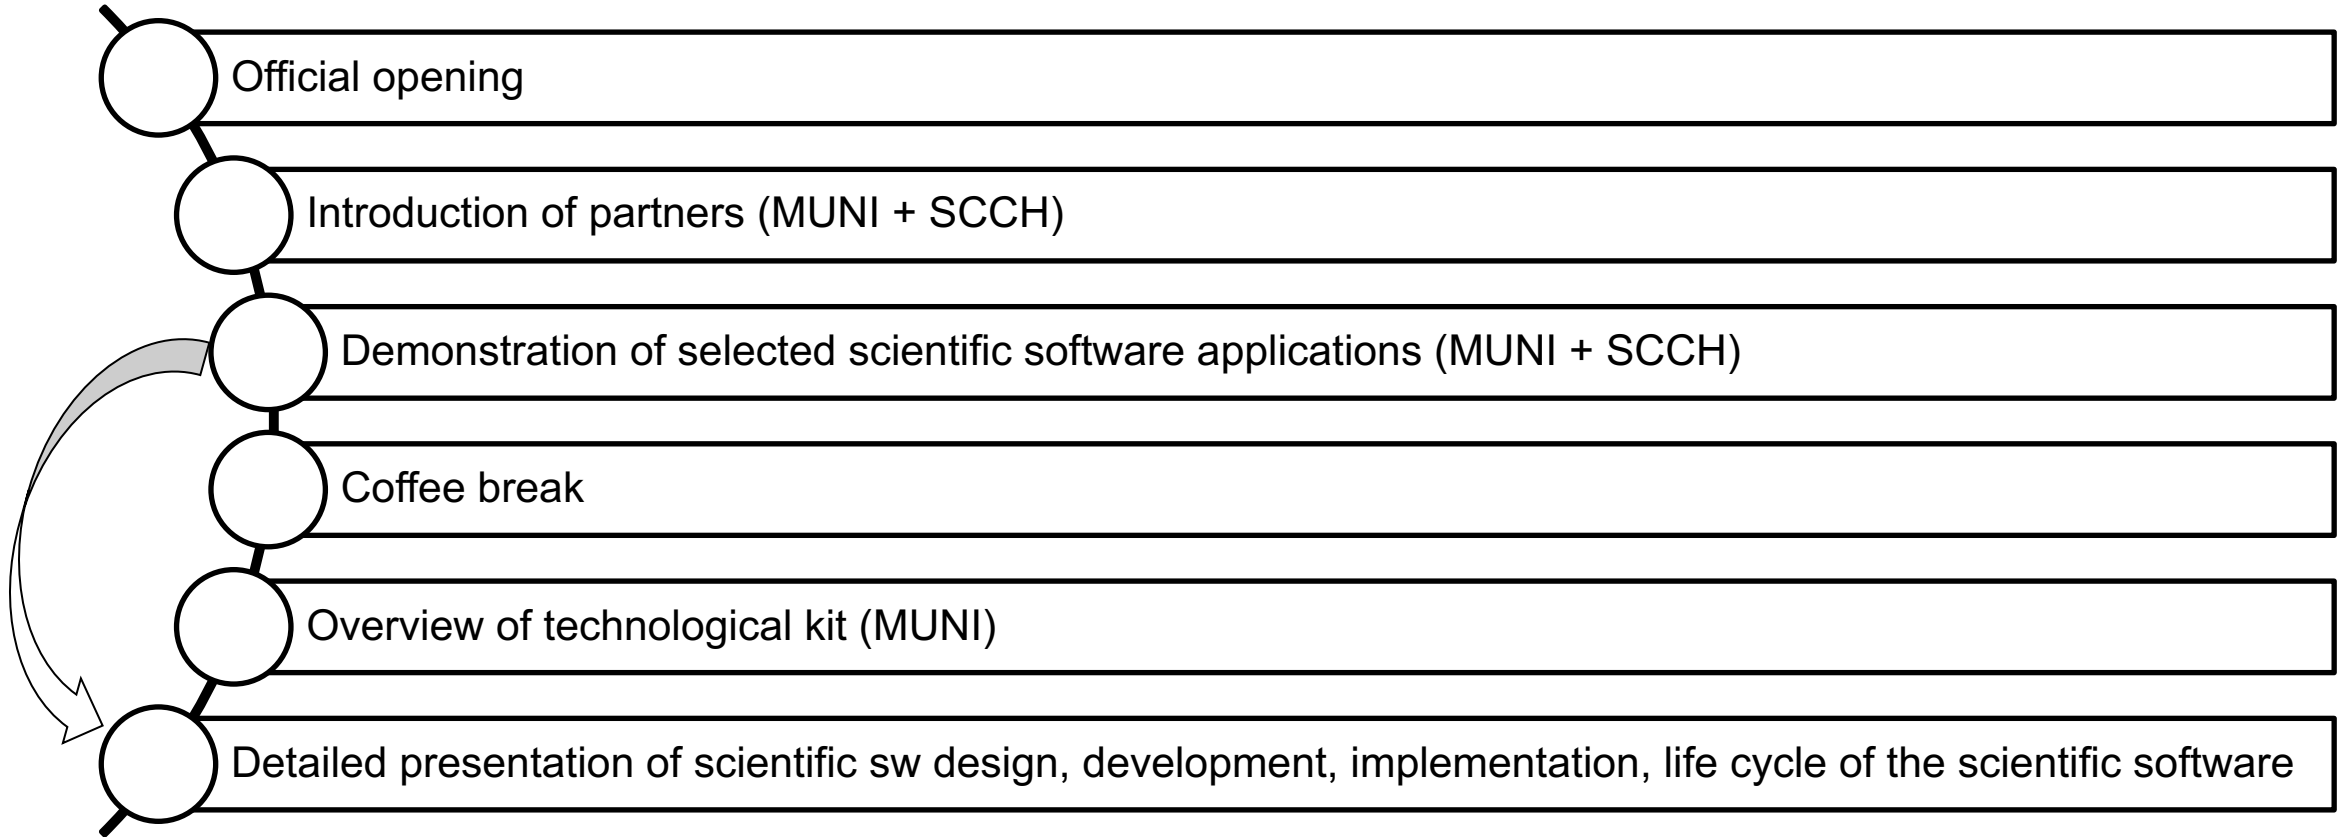 Official opening
Introduction of partners (MUNI + SCCH)
Demonstration of selected scientific software applications (MUNI + SCCH)
Coffee break
Overview of technological kit (MUNI)
Detailed presentation of scientific sw design, development, implementation, life cycle of the scientific software